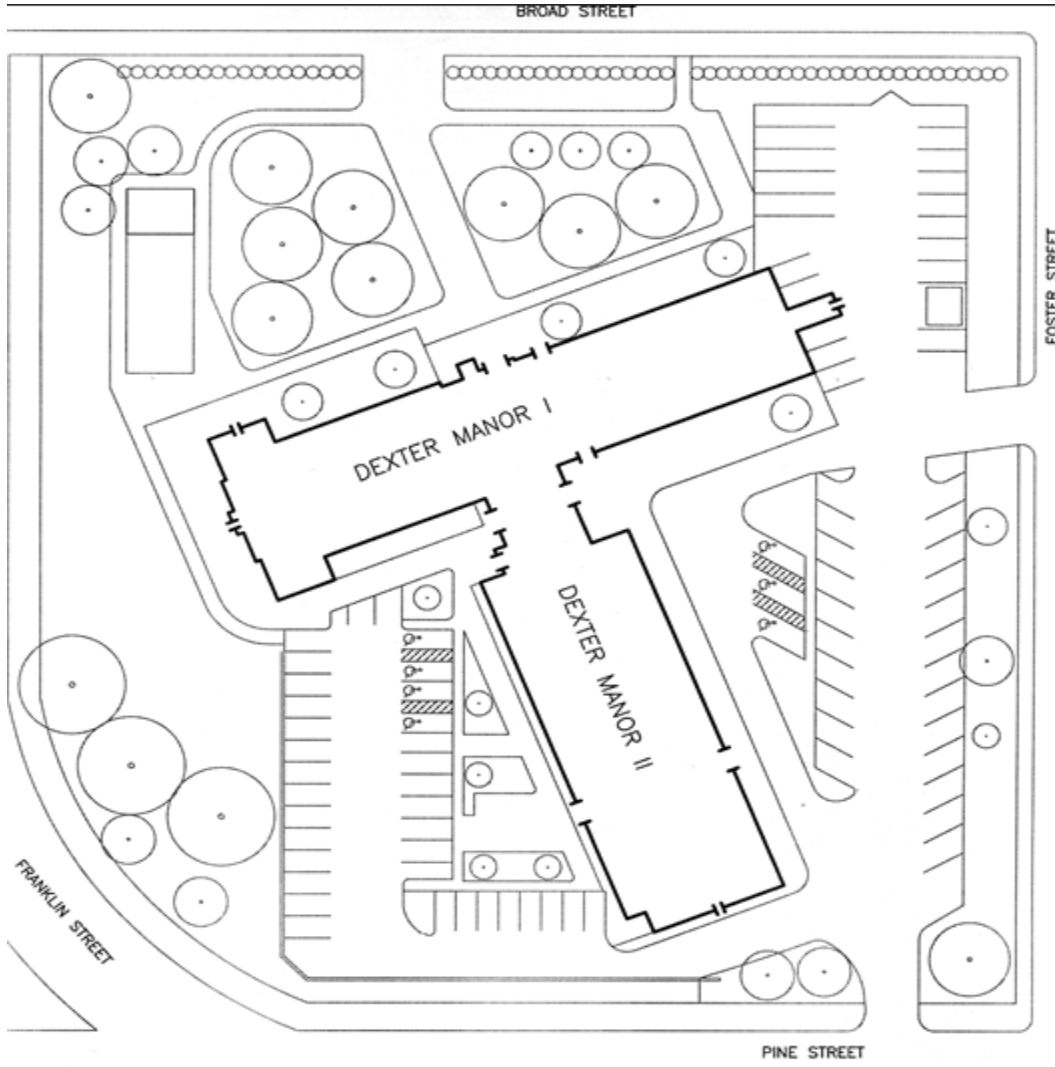 BROAD STREET
FOSTER STREET
DEXTER MANOR I
DEXTER MANOR II
FRANKLIN STREET
PINE STREET